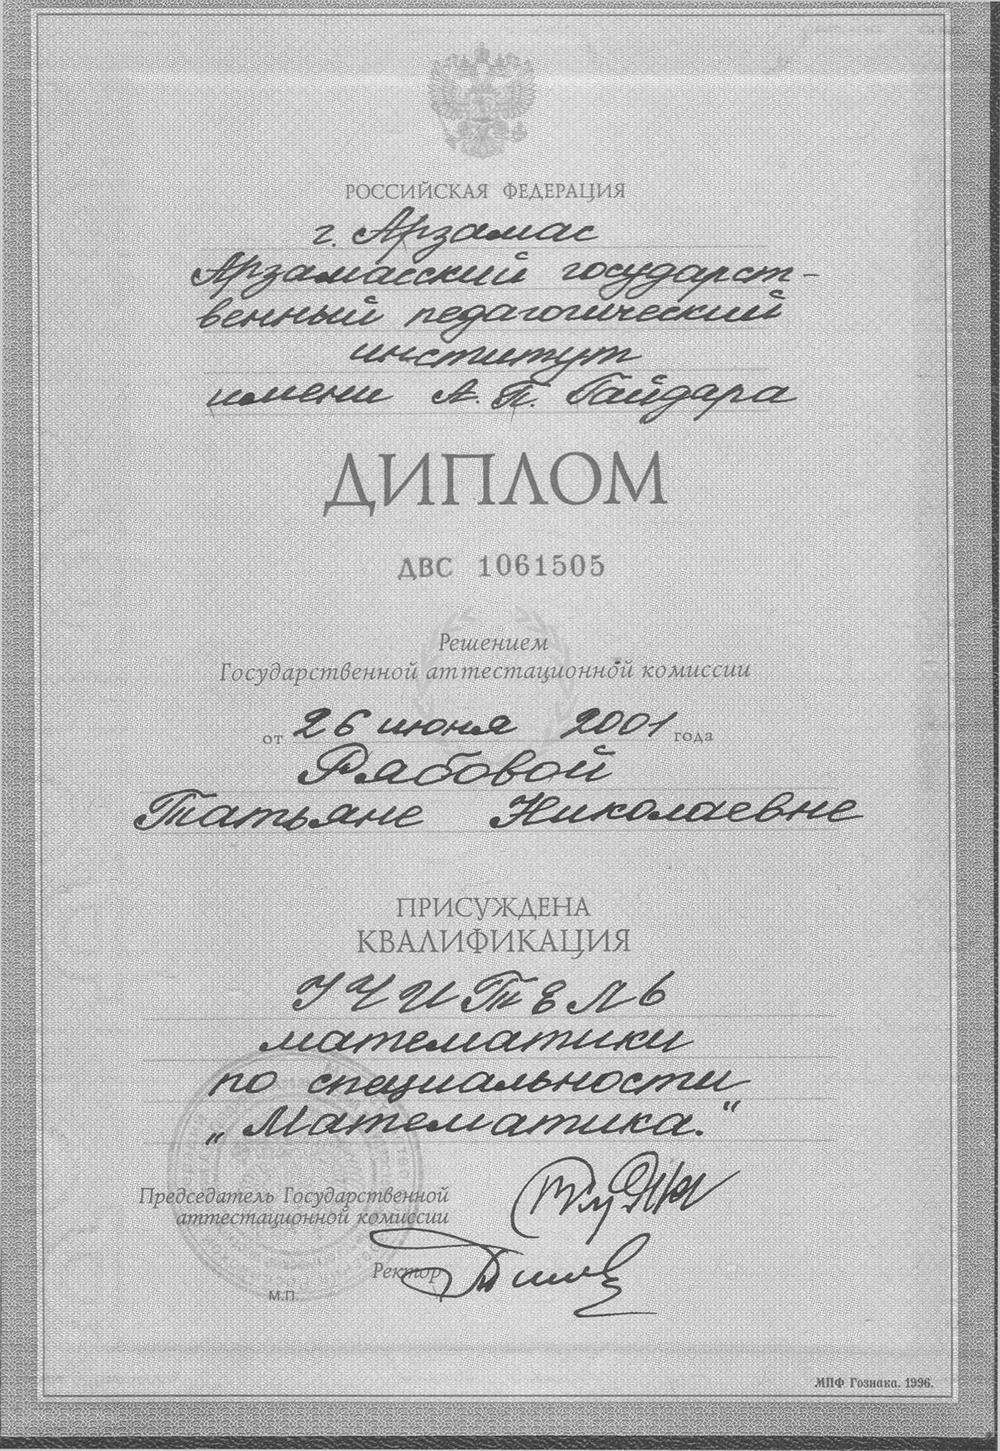 РОССИЙСКАЯ ФЕДЕРАЦИЯ
г. Арзамас
Арзамасский государст-
венный педагогический
институт
имени А. П. Гайдара
ДИПЛОМ
ДВС 1061505
Решением
Государственной аттестационной комиссии
от 26 июня 2001 года
Рябовой
Татьяне Николаевне
ПРИСУЖДЕНА
КВАЛИФИКАЦИЯ
УЧИТЕЛЬ
математики
по специальности
„Математика."
Председатель Государственной
аттестационной комиссии
Ректор
М.П.
МПФ Гознака. 1996.